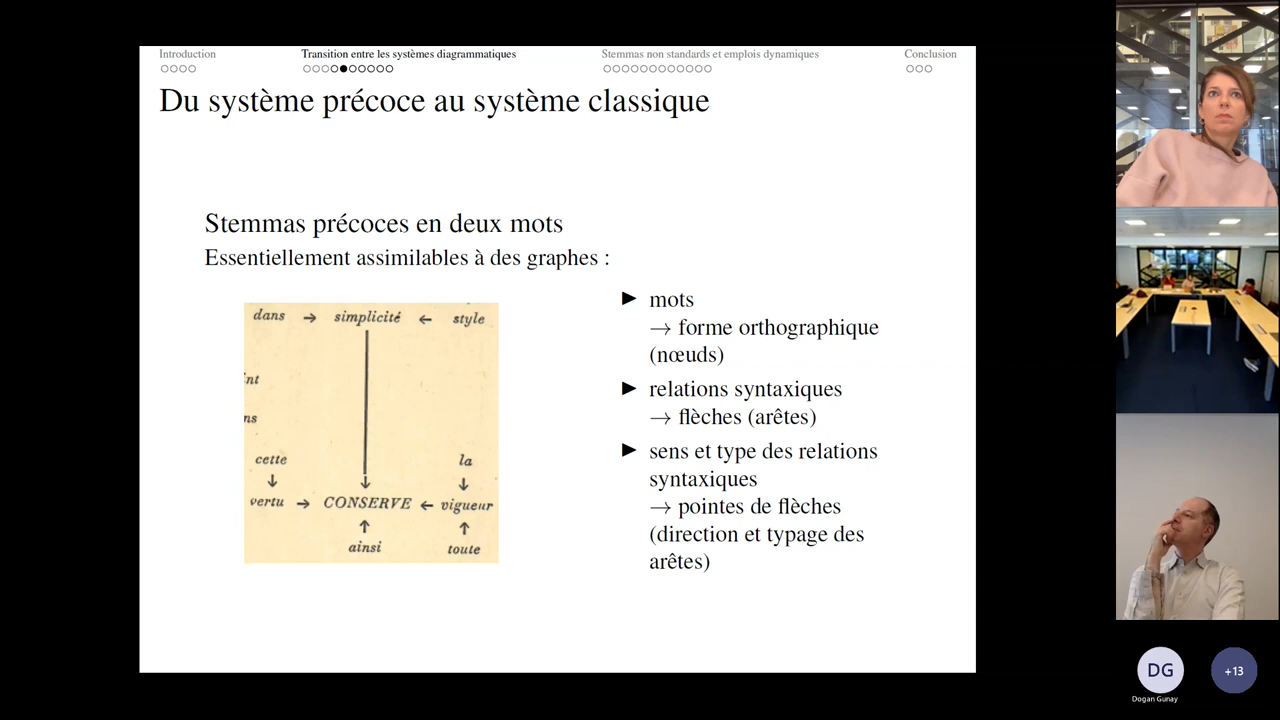 Introduction
Transition entre les systèmes diagrammatiques
Stemmas non standards et emplois dynamiques
Conclusion
Du système précoce au système classique
Stemmas précoces en deux mots
Essentiellement assimilables à des graphes :
dans → simplicité ← style
nt
ns
cette
la
↓
↓
↓
vertu → CONSERVE ← vigueur
↑
↑
ainsi
toute
▶ mots
→ forme orthographique
(nœuds)
▶ relations syntaxiques
→ flèches (arêtes)
▶ sens et type des relations
syntaxiques
→ pointes de flèches
(direction et typage des
arêtes)
DG
Dogan Gunay
+13